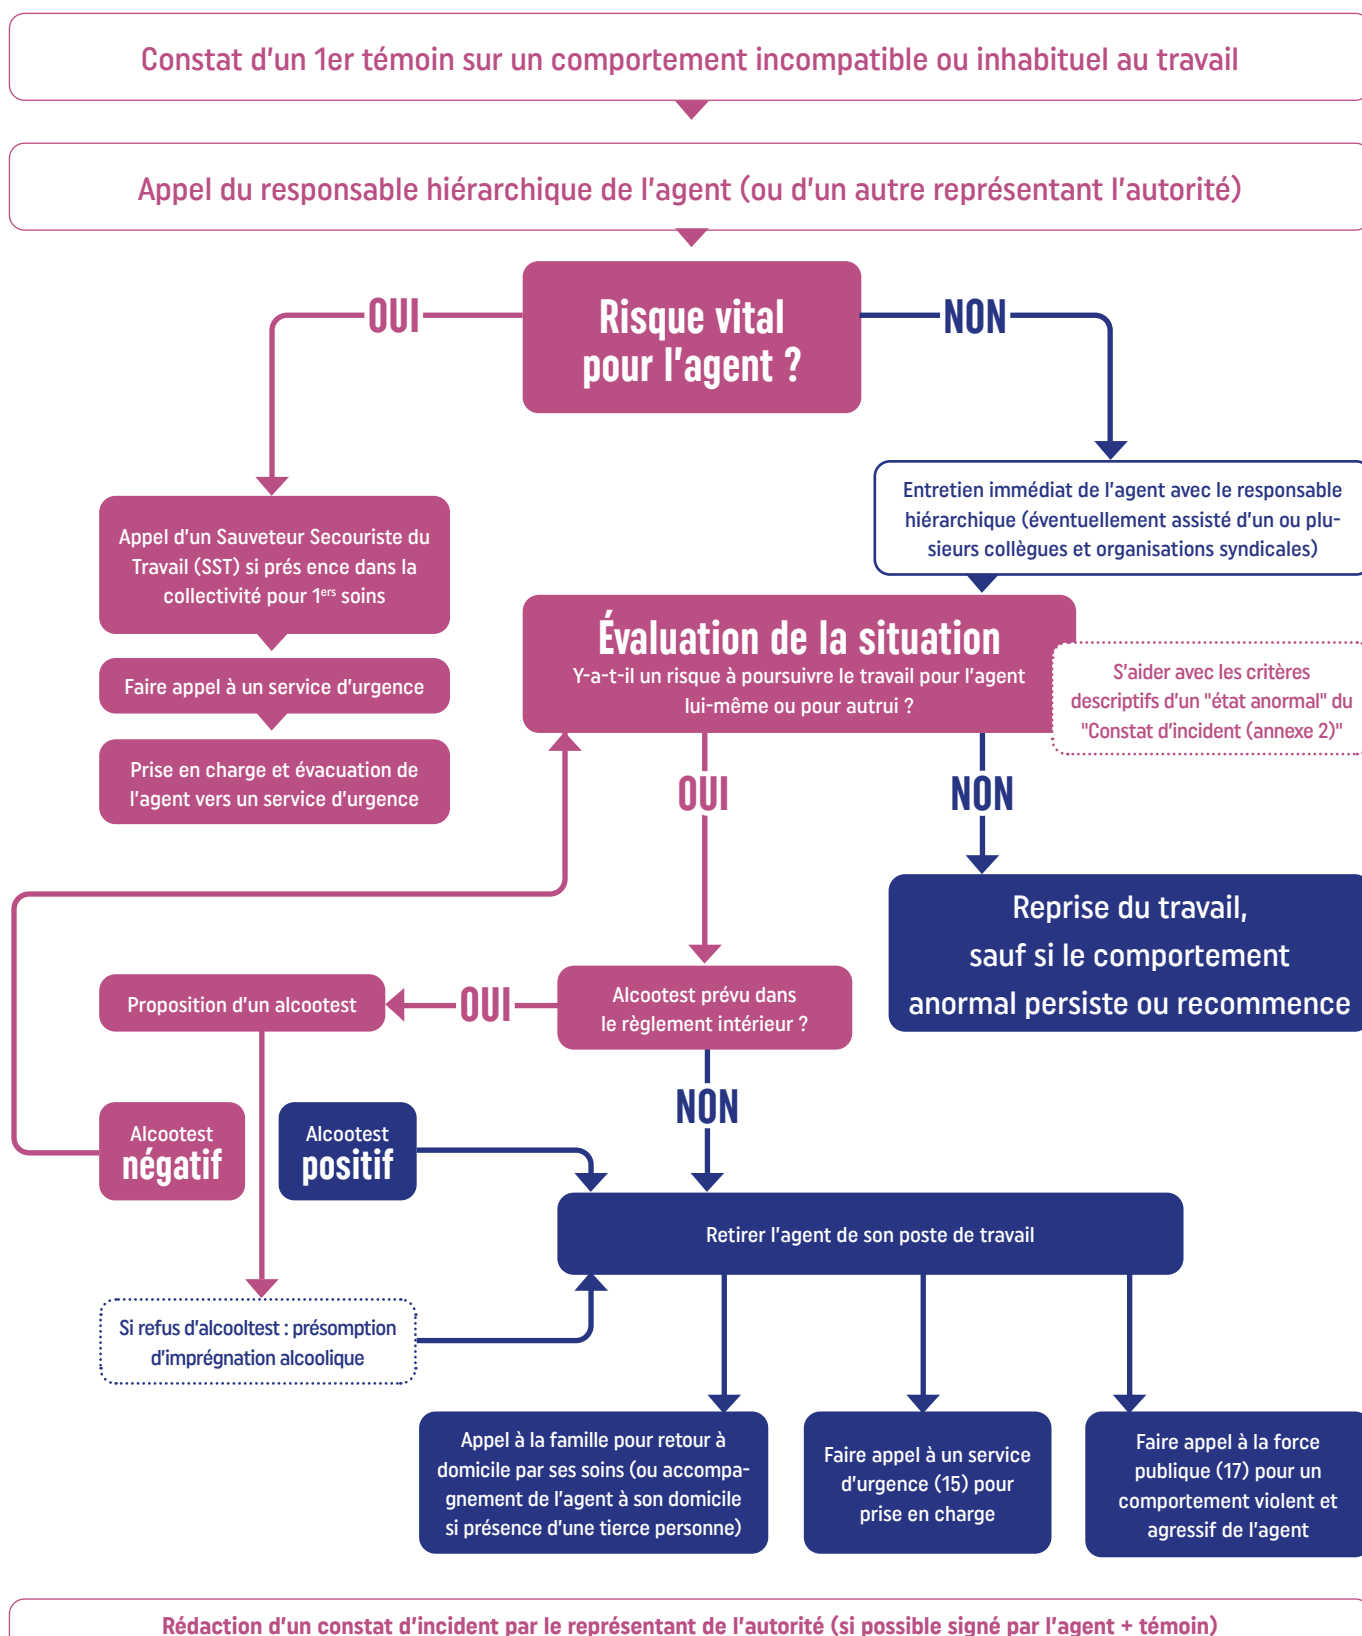 Constat d'un 1er témoin sur un comportement incompatible ou inhabituel au travail
Appel du responsable hiérarchique de l'agent (ou d'un autre représentant l'autorité)
Risque vital
pour l'agent ?
OUI
NON
Entretien immédiat de l'agent avec le responsable
hiérarchique (éventuellement assisté d'un ou plu-
sieurs collègues et organisations syndicales)
Appel d'un Sauveteur Secouriste du
Travail (SST) si prés ence dans la
collectivité pour 1ers soins
Faire appel à un service d'urgence
Prise en charge et évacuation de
l'agent vers un service d'urgence
Évaluation de la situation
Y-a-t-il un risque à poursuivre le travail pour l'agent
lui-même ou pour autrui ?
S'aider avec les critères
descriptifs d'un "état anormal" du
"Constat d'incident (annexe 2)"
OUI
NON
Reprise du travail,
sauf si le comportement
anormal persiste ou recommence
Alcootest prévu dans
le règlement intérieur ?
OUI
Proposition d'un alcootest
NON
Alcootest
négatif
Alcootest
positif
Retirer l'agent de son poste de travail
Si refus d'alcooltest : présomption
d'imprégnation alcoolique
Appel à la famille pour retour à
domicile par ses soins (ou accompa-
gnement de l'agent à son domicile
si présence d'une tierce personne)
Faire appel à un service
d'urgence (15) pour
prise en charge
Faire appel à la force
publique (17) pour un
comportement violent et
agressif de l'agent
Rédaction d'un constat d'incident par le représentant de l'autorité (si possible signé par l'agent + témoin)